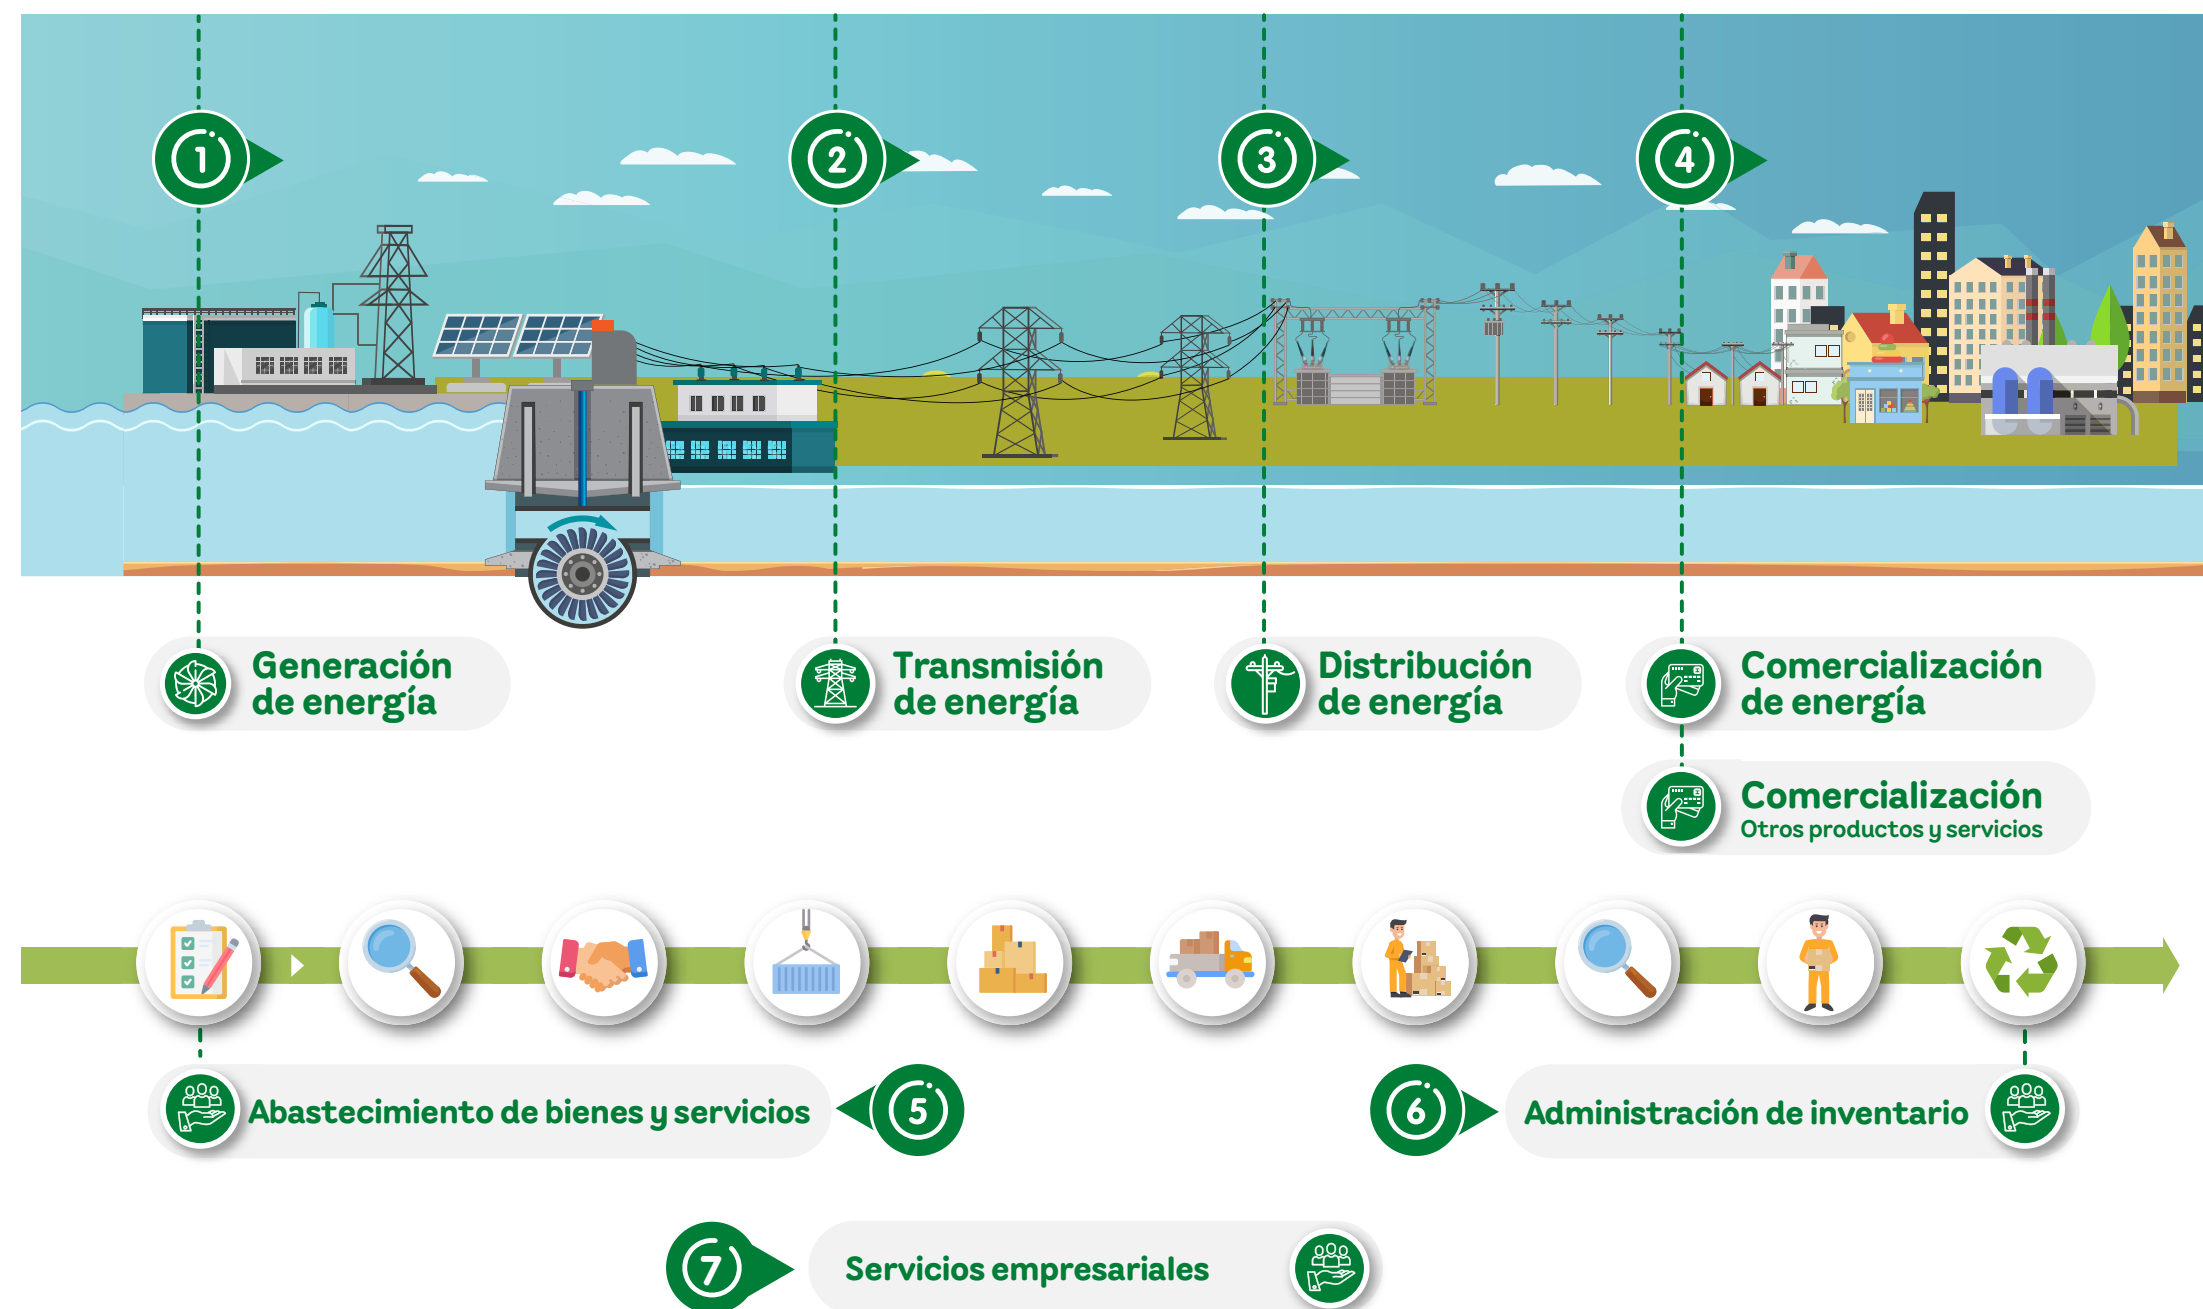 1
2
3
4
Generación
de energía
Transmisión
de energía
Distribución
de energía
Comercialización
de energía
Comercialización
Otros productos y servicios
Abastecimiento de bienes y servicios
5
6
Administración de inventario
7
Servicios empresariales